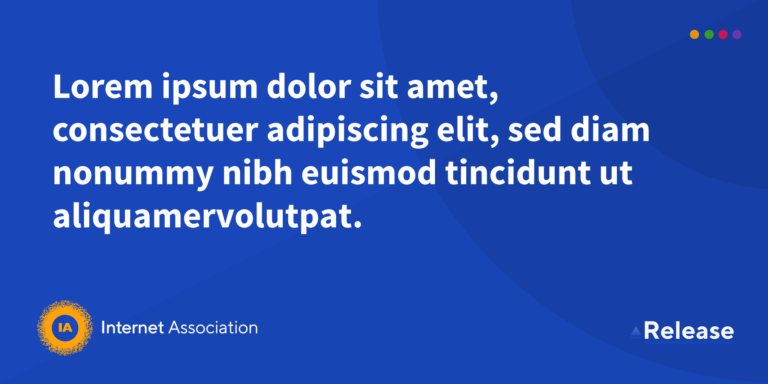 Lorem ipsum dolor sit amet,
consectetuer adipiscing elit, sed diam
nonummy nibh euismod tincidunt ut
aliquamervolutpat.
IA
Internet Association
Release